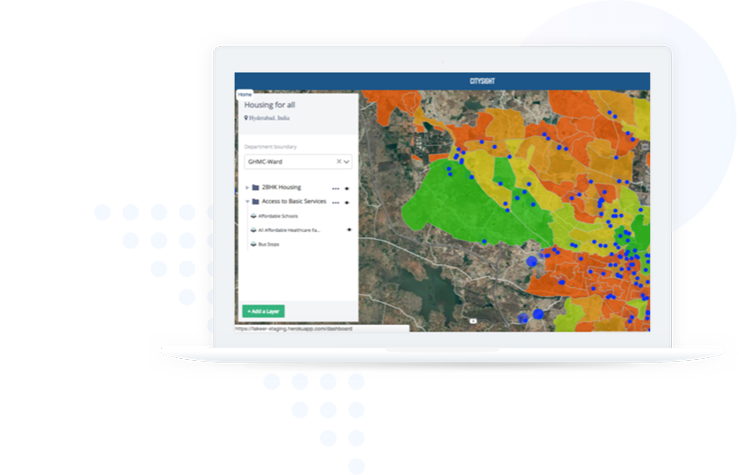 CITYSIGHT
Home
Housing for all
Hyderabad, India
Department boundary
GHMC-Ward
2BHK Housing
Access to Basic Services
Affordable Schools
All Affordable Healthcare Fa...
Bus Stops
+ Add a Layer
https://takeer-staging.herokuapp.com/dashboard